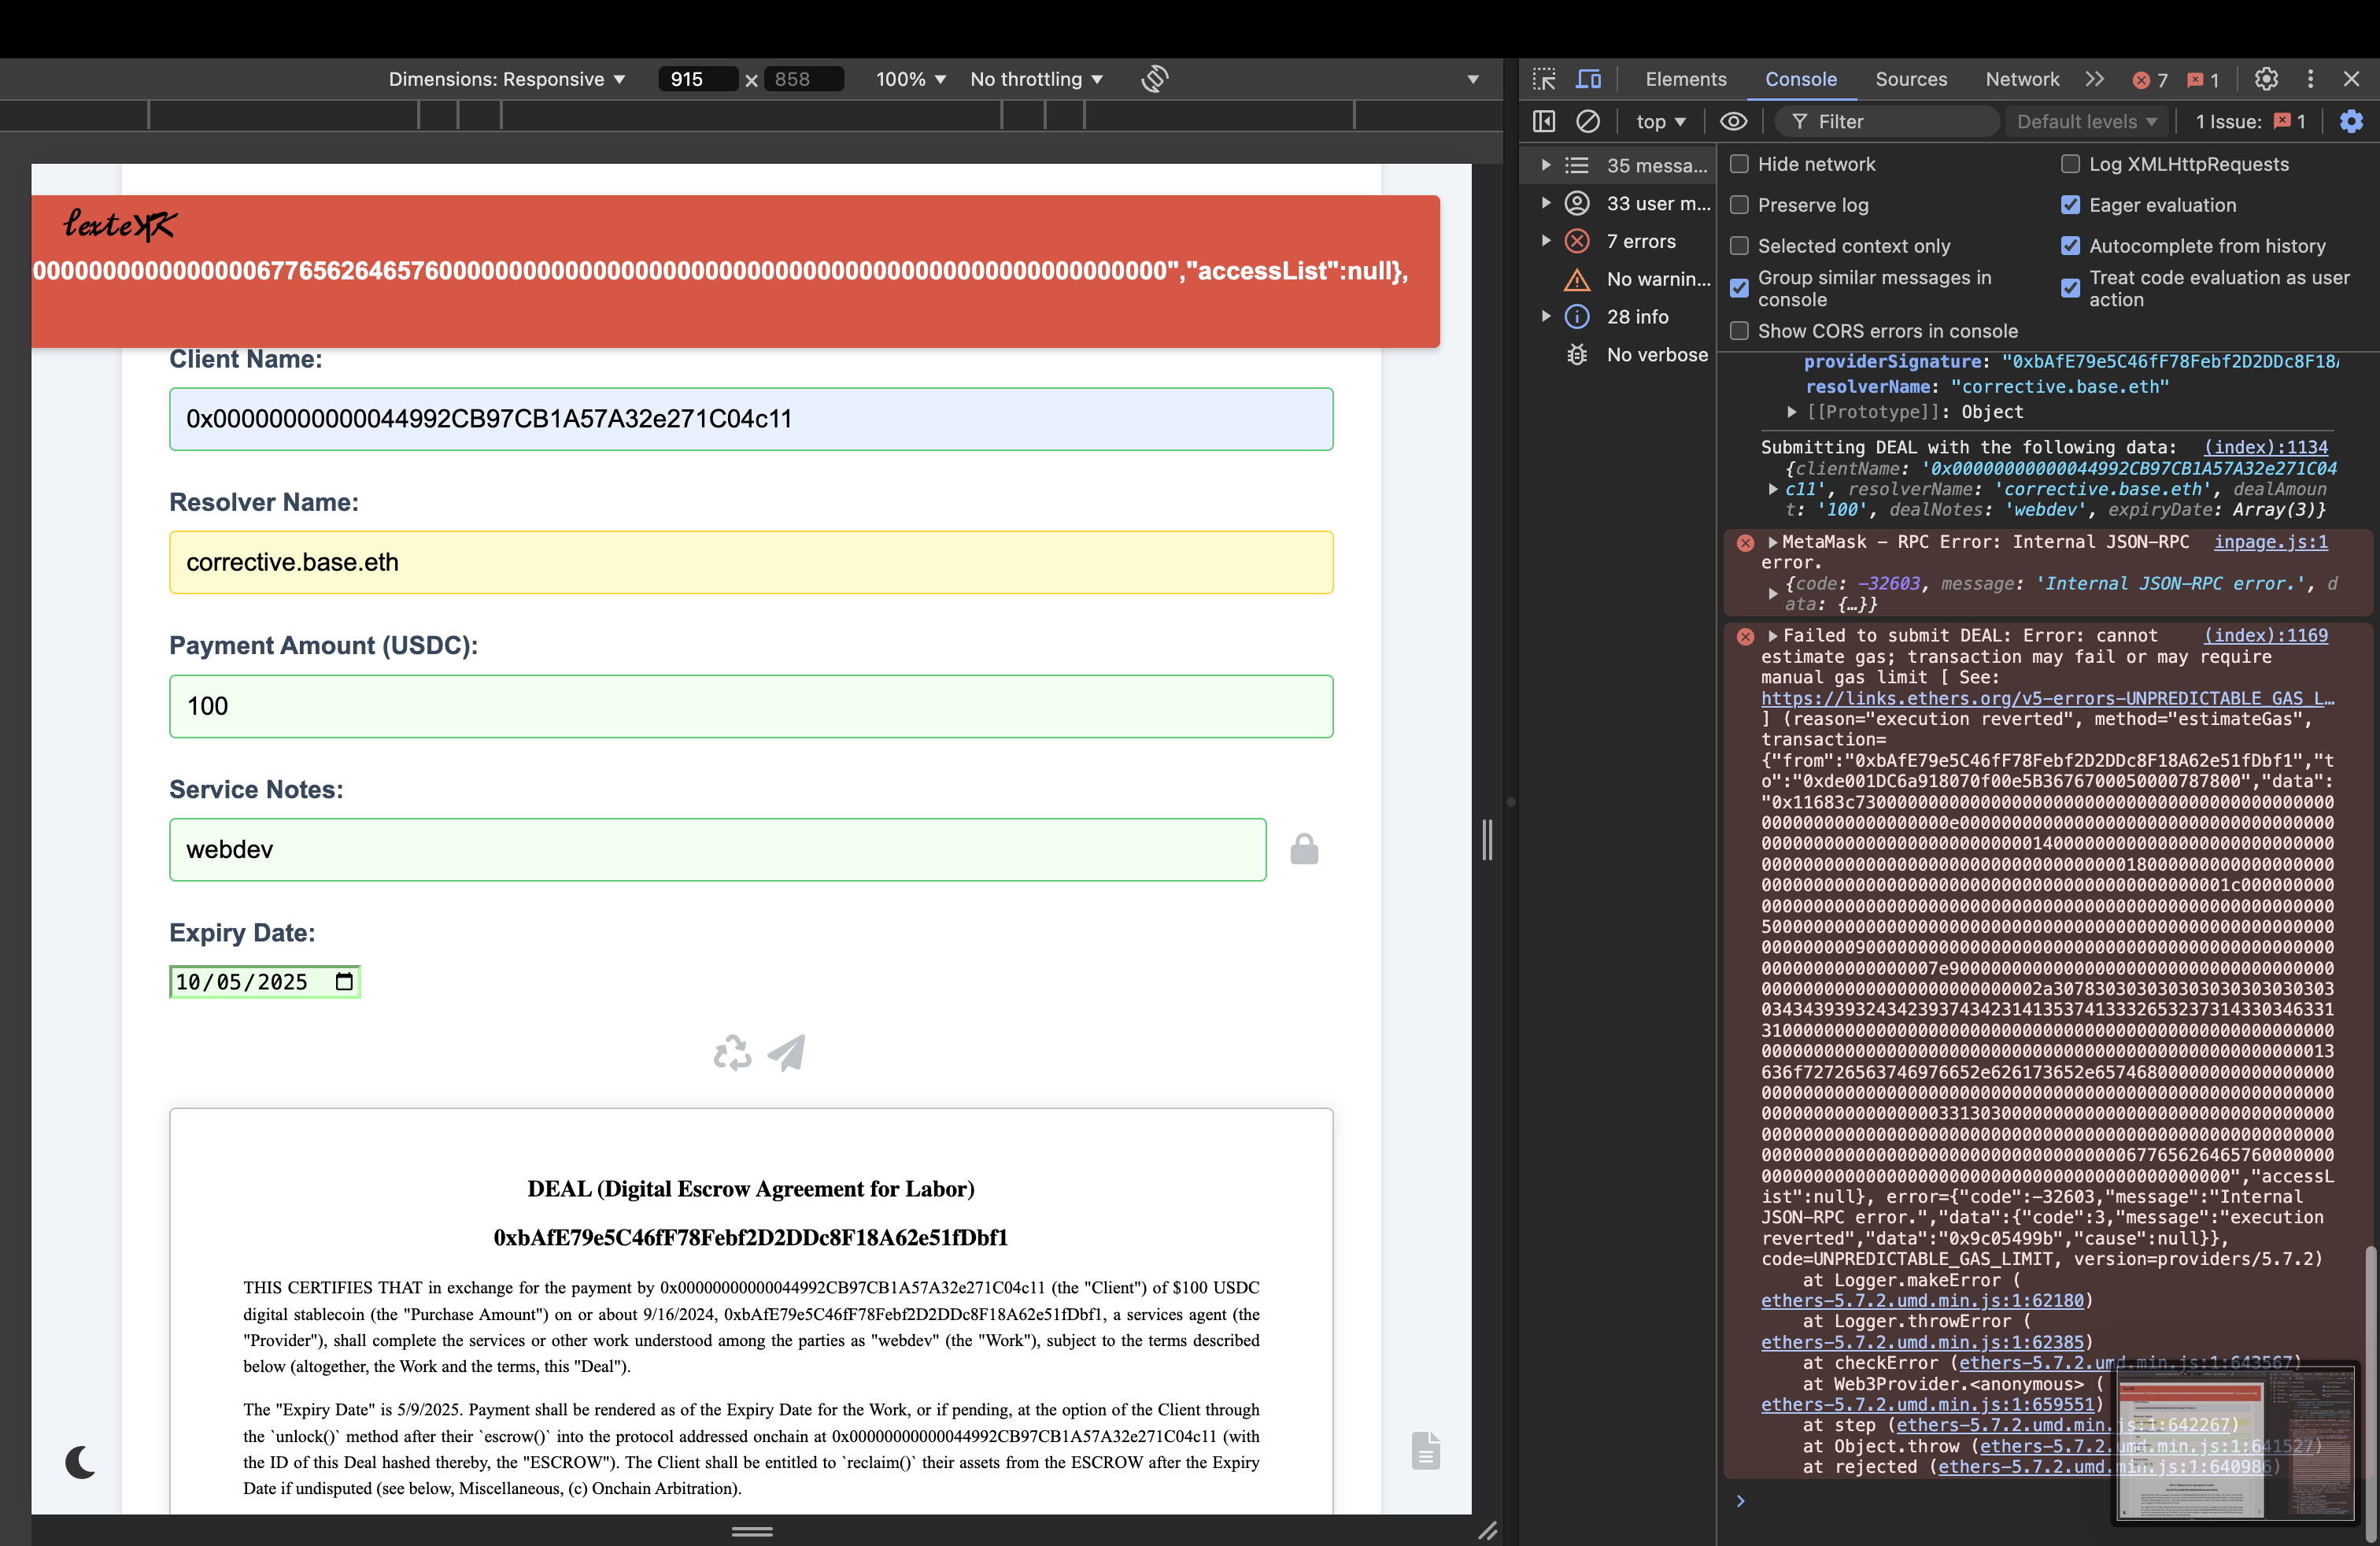 Dimensions: Responsive ▼ 915 × 858 100% ▼ No throttling ▼
lexteXK
"accessList":null},
Client Name:
0x00000000000044992CB97CB1A57A32e271C04c11
Resolver Name:
corrective.base.eth
Payment Amount (USDC):
100
Service Notes:
webdev
Expiry Date:
10/05/2025
DEAL (Digital Escrow Agreement for Labor)
0xbAfE79e5C46fF78Febf2D2DDc8F18A62e51fDbf1
THIS CERTIFIES THAT in exchange for the payment by 0x00000000000044992CB97CB1A57A32e271C04c11 (the "Client") of $100 USDC
digital stablecoin (the "Purchase Amount") on or about 9/16/2024, 0xbAfE79e5C46fF78Febf2D2DDc8F18A62e51fDbf1, a services agent (the
"Provider"), shall complete the services or other work understood among the parties as "webdev" (the "Work"), subject to the terms described
below (altogether, the Work and the terms, this "Deal").
The "Expiry Date" is 5/9/2025. Payment shall be rendered as of the Expiry Date for the Work, or if pending, at the option of the Client through
the `unlock()` method after their `escrow()` into the protocol addressed onchain at 0x00000000000044992CB97CB1A57A32e271C04c11 (with
the ID of this Deal hashed thereby, the "ESCROW"). The Client shall be entitled to `reclaim()` their assets from the ESCROW after the Expiry
Date if undisputed (see below, Miscellaneous, (c) Onchain Arbitration).
Elements Console Sources Network 7 1
top ▼ Filter Default levels ▼ 1 Issue: 1
35 messa...
33 user m...
7 errors
No warnin...
28 info
No verbose
Hide network
Log XMLHttpRequests
Preserve log
Eager evaluation
Selected context only
Autocomplete from history
Group similar messages in
console
Treat code evaluation as user
action
Show CORS errors in console
providerSignature: "0xbAfE79e5C46fF78Febf2D2DDc8F18
resolverName: "corrective.base.eth"
[[Prototype]]: Object
Submitting DEAL with the following data: (index):1134
{clientName: '0x00000000000044992CB97CB1A57A32e271C04
c11', resolverName: 'corrective.base.eth', dealAmoun
t: '100', dealNotes: 'webdev', expiryDate: Array(3)}
MetaMask - RPC Error: Internal JSON-RPC inpage.js:1
error.
{code: -32603, message: 'Internal JSON-RPC error.', d
ata: {…}}
Failed to submit DEAL: Error: cannot (index):1169
estimate gas; transaction may fail or may require
manual gas limit [ See:
https://links.ethers.org/v5-errors-UNPREDICTABLE_GAS_L…
] (reason="execution reverted", method="estimateGas",
transaction=
{"from":"0xbAfE79e5C46fF78Febf2D2DDc8F18A62e51fDbf1","t
o":"0xde001DC6a918070f00e5B3676700050000787800","data":
","accessL
ist":null}, error={"code":-32603,"message":"Internal
JSON-RPC error.","data":{"code":3,"message":"execution
reverted","data":"0x9c05499b","cause":null}},
code=UNPREDICTABLE_GAS_LIMIT, version=providers/5.7.2)
at Logger.makeError (
ethers-5.7.2.umd.min.js:1:62180)
at Logger.throwError (
ethers-5.7.2.umd.min.js:1:62385)
at checkError (ethers-5.7.2.umd.min.js:1:643567)
at Web3Provider.<anonymous> (
ethers-5.7.2.umd.min.js:1:659551)
at step (ethers-5.7.2.umd.min.js:1:642267)
at Object.throw (ethers-5.7.2.umd.min.js:1:641527)
at rejected (ethers-5.7.2.umd.min.js:1:640986)